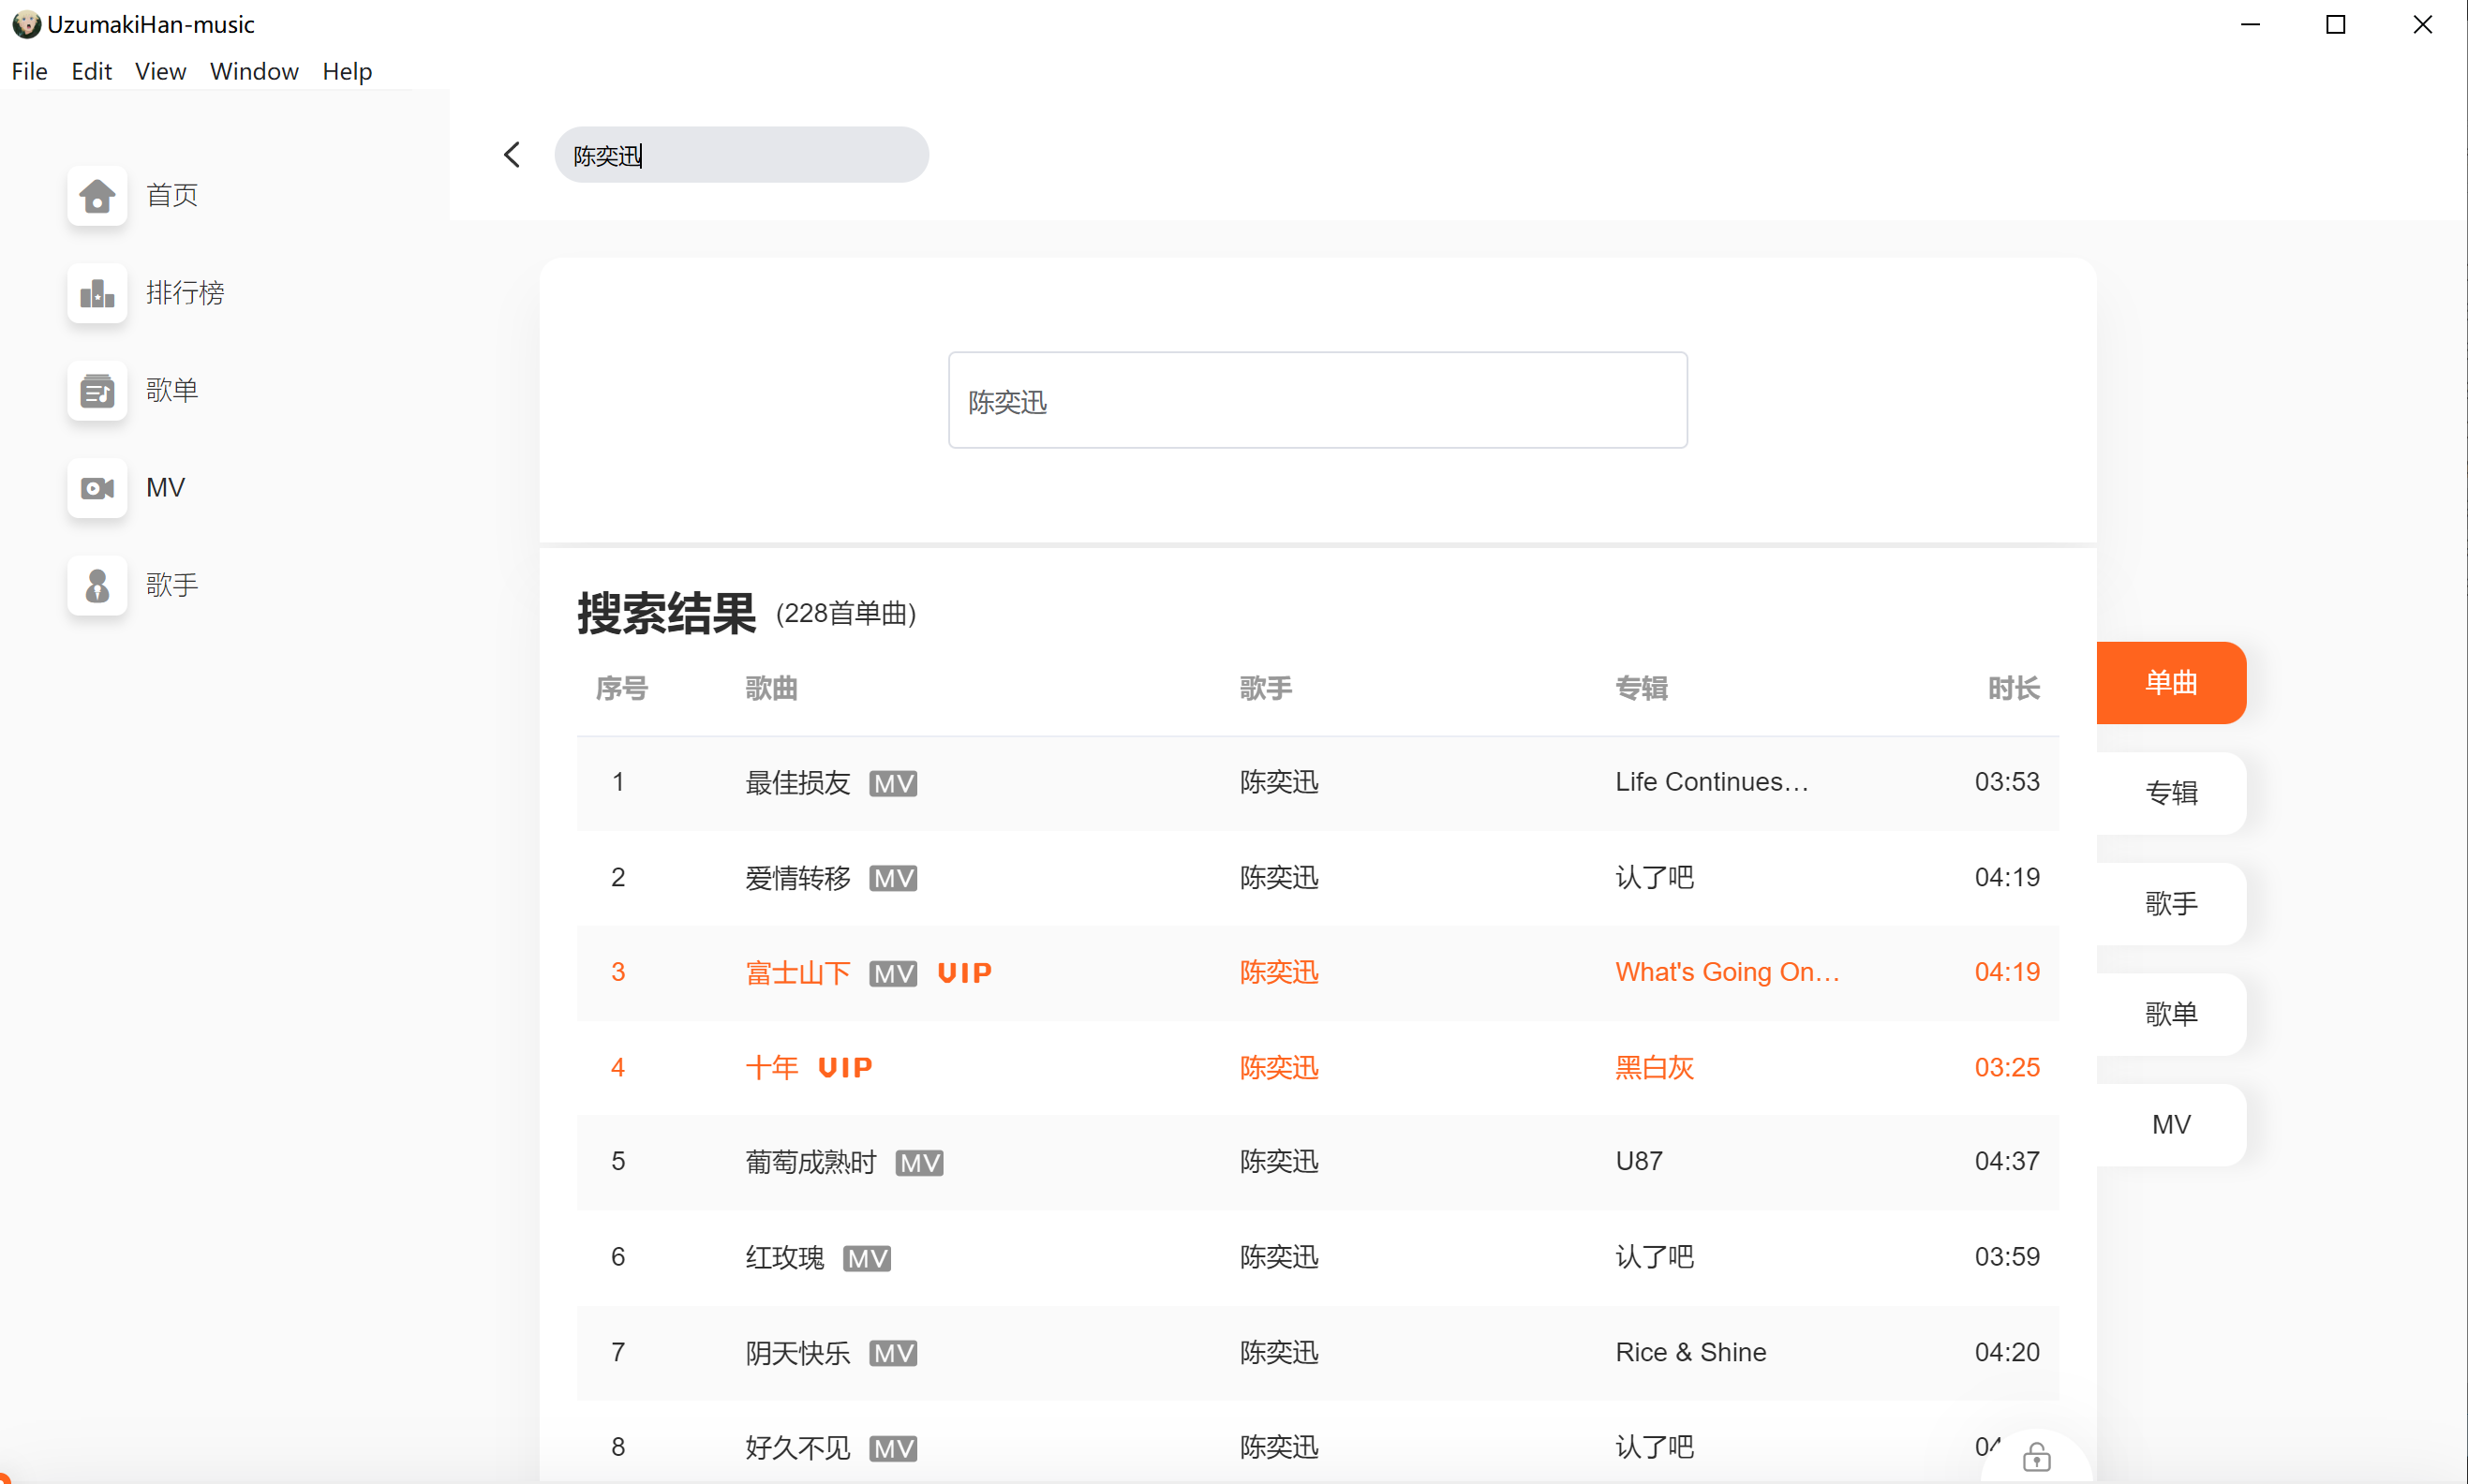 UzumakiHan-music
File Edit View Window Help
陈奕迅
首页
排行榜
歌单
MV
歌手
陈奕迅
搜索结果 (228首单曲)
序号 歌曲 歌手 专辑 时长
1 最佳损友 MV 陈奕迅 Life Continues… 03:53
2 爱情转移 MV 陈奕迅 认了吧 04:19
3 富士山下 MV VIP 陈奕迅 What's Going On… 04:19
4 十年 VIP 陈奕迅 黑白灰 03:25
5 葡萄成熟时 MV 陈奕迅 U87 04:37
6 红玫瑰 MV 陈奕迅 认了吧 03:59
7 阴天快乐 MV 陈奕迅 Rice & Shine 04:20
8 好久不见 MV 陈奕迅 认了吧
单曲
专辑
歌手
歌单
MV